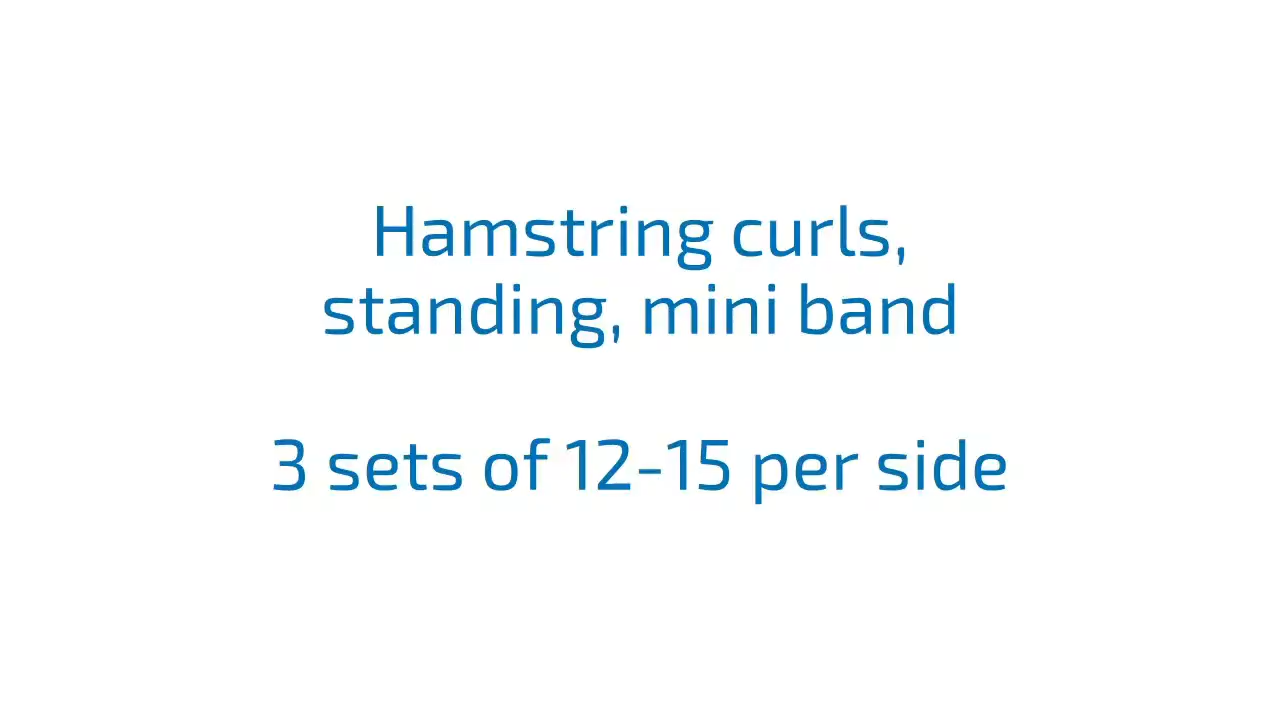 Hamstring curls,
standing, mini band
3 sets of 12-15 per side